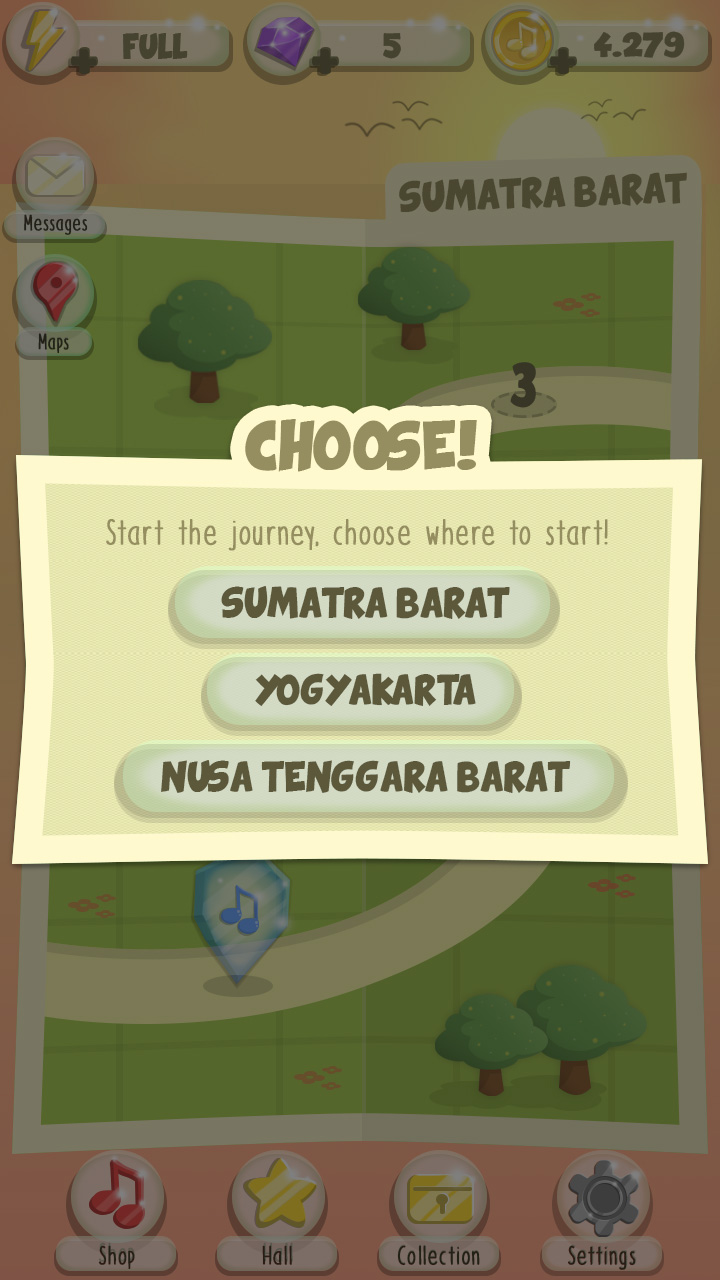 FULL
5
4.279
SUMATRA BARAT
Messages
Maps
3
CHOOSE!
Start the journey, choose where to start!
SUMATRA BARAT
YOGYAKARTA
NUSA TENGGARA BARAT
Shop
Hall
Collection
Settings